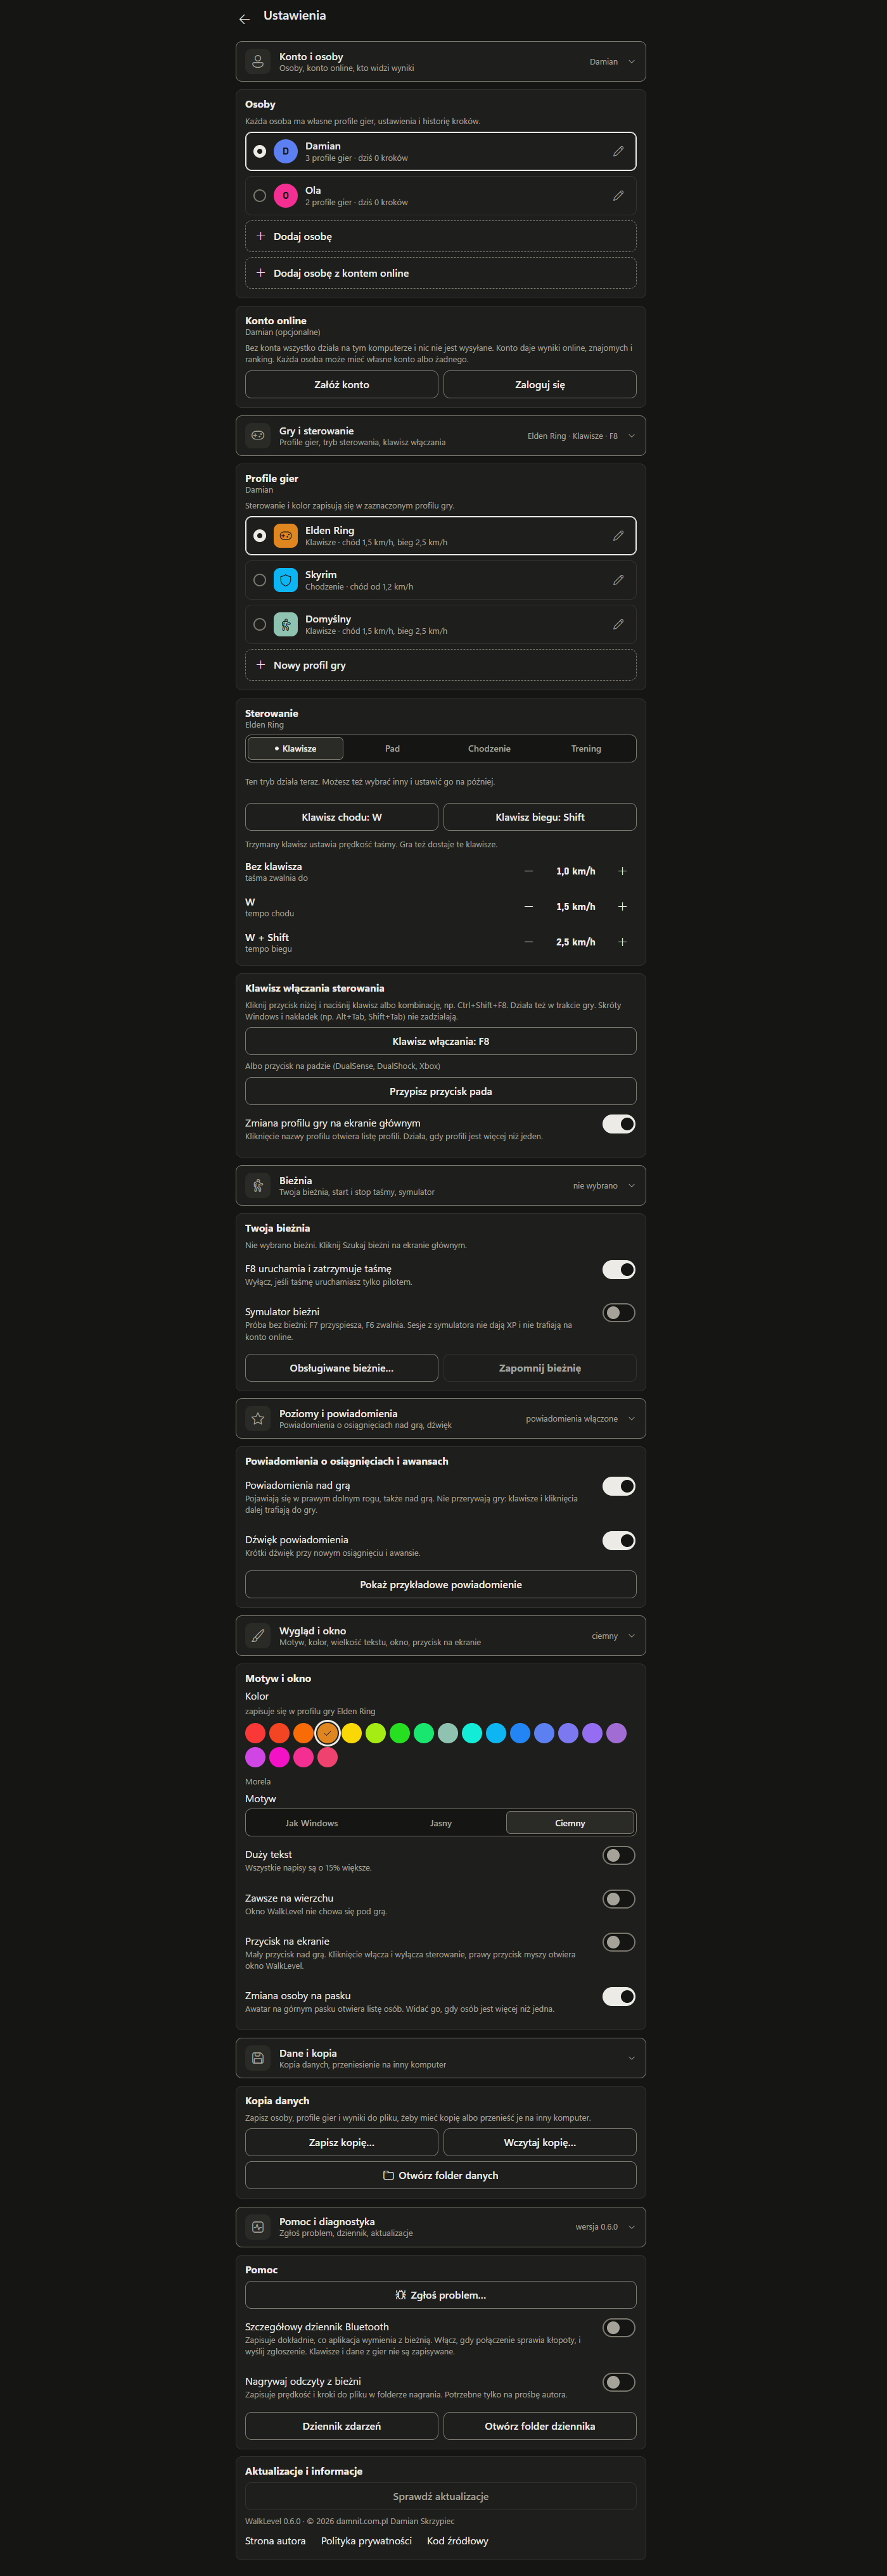 Ustawienia
Konto i osoby
Osoby, konto online, kto widzi wyniki
Damian
Osoby
Każda osoba ma własne profile gier, ustawienia i historię kroków.
D
Damian
3 profile gier · dziś 0 kroków
O
Ola
2 profile gier · dziś 0 kroków
Dodaj osobę
Dodaj osobę z kontem online
Konto online
Damian (opcjonalne)
Bez konta wszystko działa na tym komputerze i nic nie jest wysyłane. Konto daje wyniki online, znajomych i
ranking. Każda osoba może mieć własne konto albo żadnego.
Załóż konto
Zaloguj się
Gry i sterowanie
Profile gier, tryb sterowania, klawisz włączania
Elden Ring · Klawisze · F8
Profile gier
Damian
Sterowanie i kolor zapisują się w zaznaczonym profilu gry.
Elden Ring
Klawisze · chód 1,5 km/h, bieg 2,5 km/h
Skyrim
Chodzenie · chód od 1,2 km/h
Domyślny
Klawisze · chód 1,5 km/h, bieg 2,5 km/h
Nowy profil gry
Sterowanie
Elden Ring
Klawisze
Pad
Chodzenie
Trening
Ten tryb działa teraz. Możesz też wybrać inny i ustawić go na później.
Klawisz chodu: W
Klawisz biegu: Shift
Trzymany klawisz ustawia prędkość taśmy. Gra też dostaje te klawisze.
Bez klawisza
taśma zwalnia do
1,0 km/h
W
tempo chodu
1,5 km/h
W + Shift
tempo biegu
2,5 km/h
Klawisz włączania sterowania
Kliknij przycisk niżej i naciśnij klawisz albo kombinację, np. Ctrl+Shift+F8. Działa też w trakcie gry. Skróty
Windows i nakładek (np. Alt+Tab, Shift+Tab) nie zadziałają.
Klawisz włączania: F8
Albo przycisk na padzie (DualSense, DualShock, Xbox)
Przypisz przycisk pada
Zmiana profilu gry na ekranie głównym
Kliknięcie nazwy profilu otwiera listę profili. Działa, gdy profili jest więcej niż jeden.
Bieżnia
Twoja bieżnia, start i stop taśmy, symulator
nie wybrano
Twoja bieżnia
Nie wybrano bieżni. Kliknij Szukaj bieżni na ekranie głównym.
F8 uruchamia i zatrzymuje taśmę
Wyłącz, jeśli taśmę uruchamiasz tylko pilotem.
Symulator bieżni
Próba bez bieżni: F7 przyspiesza, F6 zwalnia. Sesje z symulatora nie dają XP i nie trafiają na
konto online.
Obsługiwane bieżnie...
Zapomnij bieżnię
Poziomy i powiadomienia
Powiadomienia o osiągnięciach nad grą, dźwięk
powiadomienia włączone
Powiadomienia o osiągnięciach i awansach
Powiadomienia nad grą
Pojawiają się w prawym dolnym rogu, także nad grą. Nie przerywają gry: klawisze i kliknięcia
dalej trafiają do gry.
Dźwięk powiadomienia
Krótki dźwięk przy nowym osiągnięciu i awansie.
Pokaż przykładowe powiadomienie
Wygląd i okno
Motyw, kolor, wielkość tekstu, okno, przycisk na ekranie
ciemny
Motyw i okno
Kolor
zapisuje się w profilu gry Elden Ring
Morela
Motyw
Jak Windows
Jasny
Ciemny
Duży tekst
Wszystkie napisy są o 15% większe.
Zawsze na wierzchu
Okno WalkLevel nie chowa się pod grą.
Przycisk na ekranie
Mały przycisk nad grą. Kliknięcie włącza i wyłącza sterowanie, prawy przycisk myszy otwiera
okno WalkLevel.
Zmiana osoby na pasku
Awatar na górnym pasku otwiera listę osób. Widać go, gdy osób jest więcej niż jedna.
Dane i kopia
Kopia danych, przeniesienie na inny komputer
Kopia danych
Zapisz osoby, profile gier i wyniki do pliku, żeby mieć kopię albo przenieść je na inny komputer.
Zapisz kopię...
Wczytaj kopię...
Otwórz folder danych
Pomoc i diagnostyka
Zgłoś problem, dziennik, aktualizacje
wersja 0.6.0
Pomoc
Zgłoś problem...
Szczegółowy dziennik Bluetooth
Zapisuje dokładnie, co aplikacja wymienia z bieżnią. Włącz, gdy połączenie sprawia kłopoty, i
wyślij zgłoszenie. Klawisze i dane z gier nie są zapisywane.
Nagrywaj odczyty z bieżni
Zapisuje prędkość i kroki do pliku w folderze nagrania. Potrzebne tylko na prośbę autora.
Dziennik zdarzeń
Otwórz folder dziennika
Aktualizacje i informacje
Sprawdź aktualizacje
WalkLevel 0.6.0 · © 2026 damnit.com.pl Damian Skrzypiec
Strona autora
Polityka prywatności
Kod źródłowy